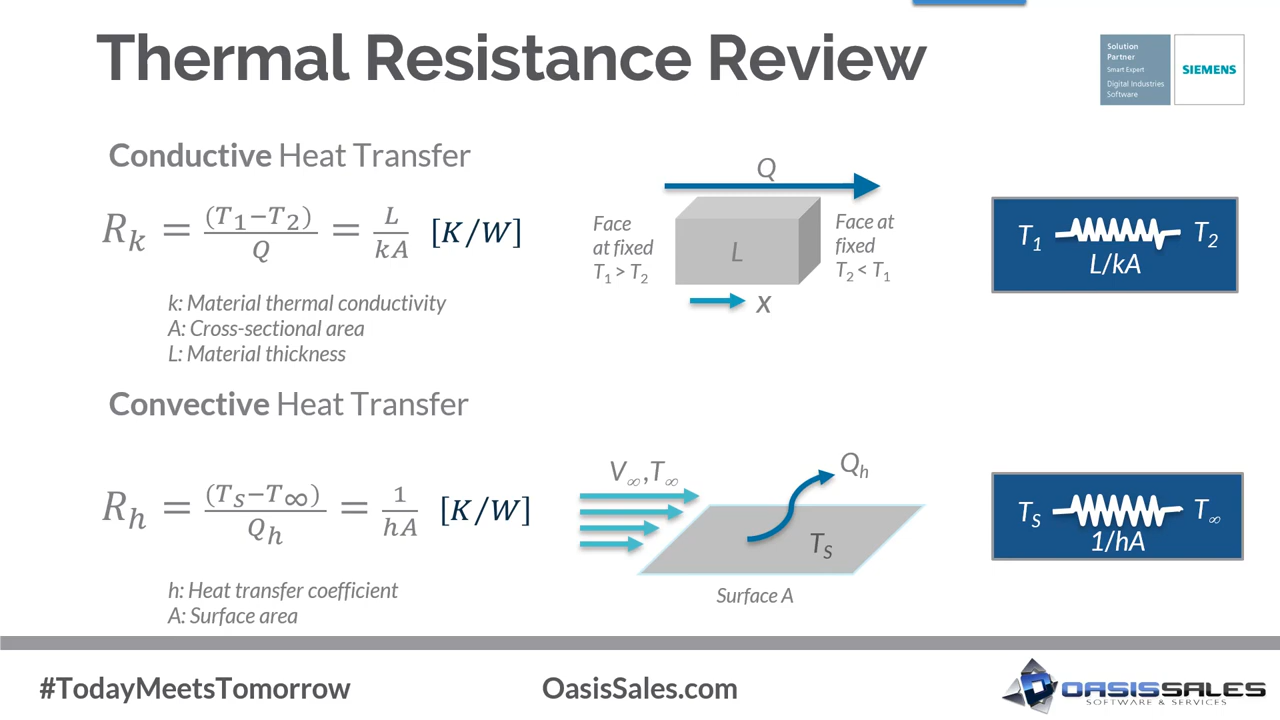 Thermal Resistance Review
Solution
Partner
Smart Expert
Digital Industries
Software
SIEMENS
Conductive Heat Transfer
R_k = (T_1−T_2)/Q = L/kA [K/W]
k: Material thermal conductivity
A: Cross-sectional area
L: Material thickness
Q
Face
at fixed
T_1 > T_2
L
Face at
fixed
T_2 < T_1
x
T_1 T_2
L/kA
Convective Heat Transfer
R_h = (T_S−T_∞)/Q_h = 1/hA [K/W]
h: Heat transfer coefficient
A: Surface area
V_∞,T_∞
Q_h
T_S
Surface A
T_S T_∞
1/hA
#TodayMeetsTomorrow
OasisSales.com
OASISSALES
SOFTWARE & SERVICES